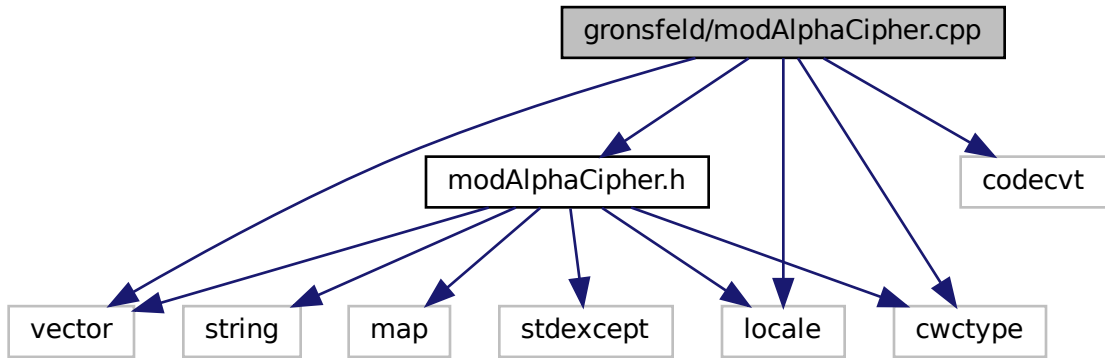 gronsfeld/modAlphaCipher.cpp
modAlphaCipher.h
codecvt
vector
string
map
stdexcept
locale
cwctype